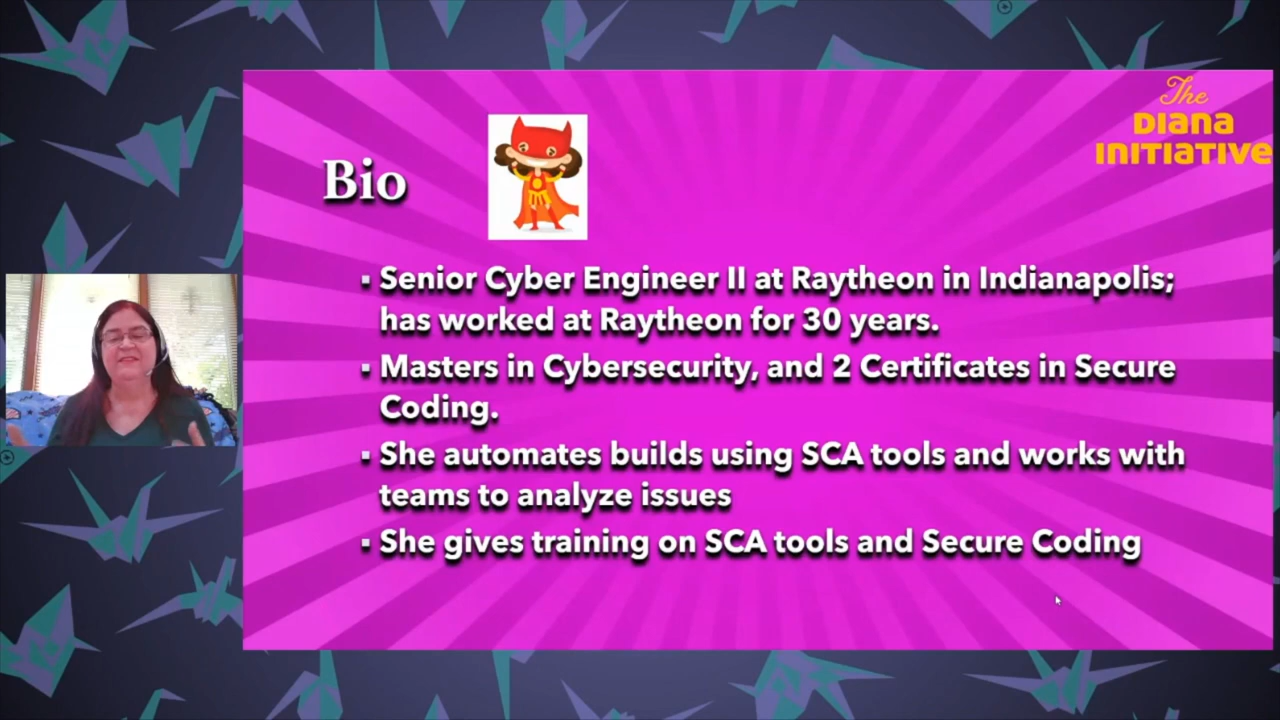 The
Diana
Initiative
Bio
▪ Senior Cyber Engineer II at Raytheon in Indianapolis;
has worked at Raytheon for 30 years.
▪ Masters in Cybersecurity, and 2 Certificates in Secure
Coding.
▪ She automates builds using SCA tools and works with
teams to analyze issues
▪ She gives training on SCA tools and Secure Coding